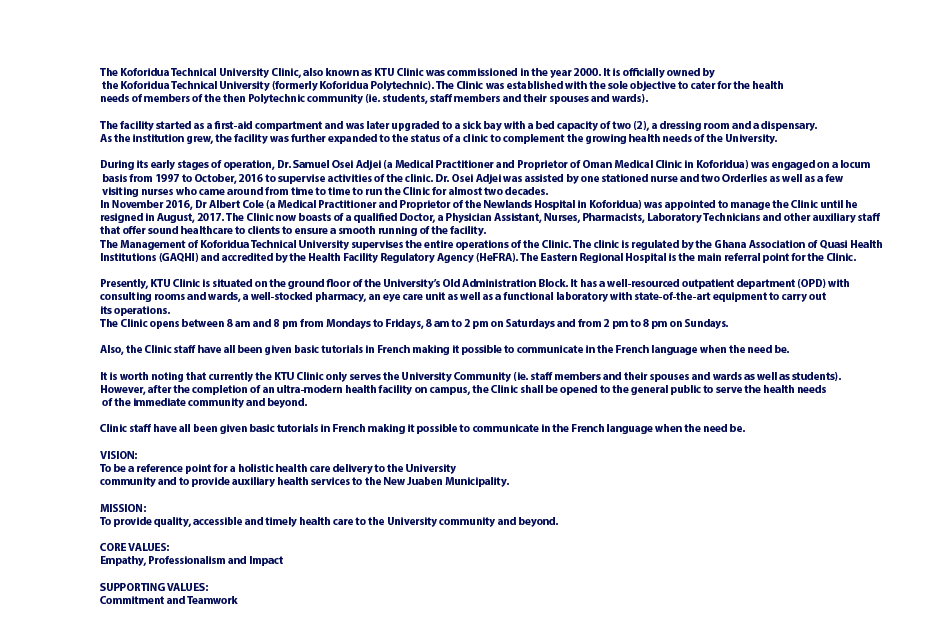 The Koforidua Technical University Clinic, also known as KTU Clinic was commissioned in the year 2000. It is officially owned by
the Koforidua Technical University (formerly Koforidua Polytechnic). The Clinic was established with the sole objective to cater for the health
needs of members of the then Polytechnic community (ie. students, staff members and their spouses and wards).
The facility started as a first-aid compartment and was later upgraded to a sick bay with a bed capacity of two (2), a dressing room and a dispensary.
As the institution grew, the facility was further expanded to the status of a clinic to complement the growing health needs of the University.
During its early stages of operation, Dr. Samuel Osei Adjei (a Medical Practitioner and Proprietor of Oman Medical Clinic in Koforidua) was engaged on a locum
basis from 1997 to October, 2016 to supervise activities of the clinic. Dr. Osei Adjei was assisted by one stationed nurse and two Orderlies as well as a few
visiting nurses who came around from time to time to run the Clinic for almost two decades.
In November 2016, Dr Albert Cole (a Medical Practitioner and Proprietor of the Newlands Hospital in Koforidua) was appointed to manage the Clinic until he
resigned in August, 2017. The Clinic now boasts of a qualified Doctor, a Physician Assistant, Nurses, Pharmacists, Laboratory Technicians and other auxiliary staff
that offer sound healthcare to clients to ensure a smooth running of the facility.
The Management of Koforidua Technical University supervises the entire operations of the Clinic. The clinic is regulated by the Ghana Association of Quasi Health
Institutions (GAQHI) and accredited by the Health Facility Regulatory Agency (HeFRA). The Eastern Regional Hospital is the main referral point for the Clinic.
Presently, KTU Clinic is situated on the ground floor of the University's Old Administration Block. It has a well-resourced outpatient department (OPD) with
consulting rooms and wards, a well-stocked pharmacy, an eye care unit as well as a functional laboratory with state-of-the-art equipment to carry out
its operations.
The Clinic opens between 8 am and 8 pm from Mondays to Fridays, 8 am to 2 pm on Saturdays and from 2 pm to 8 pm on Sundays.
Also, the Clinic staff have all been given basic tutorials in French making it possible to communicate in the French language when the need be.
It is worth noting that currently the KTU Clinic only serves the University Community (ie. staff members and their spouses and wards as well as students).
However, after the completion of an ultra-modern health facility on campus, the Clinic shall be opened to the general public to serve the health needs
of the immediate community and beyond.
Clinic staff have all been given basic tutorials in French making it possible to communicate in the French language when the need be.
VISION:
To be a reference point for a holistic health care delivery to the University
community and to provide auxiliary health services to the New Juaben Municipality.
MISSION:
To provide quality, accessible and timely health care to the University community and beyond.
CORE VALUES:
Empathy, Professionalism and Impact
SUPPORTING VALUES:
Commitment and Teamwork